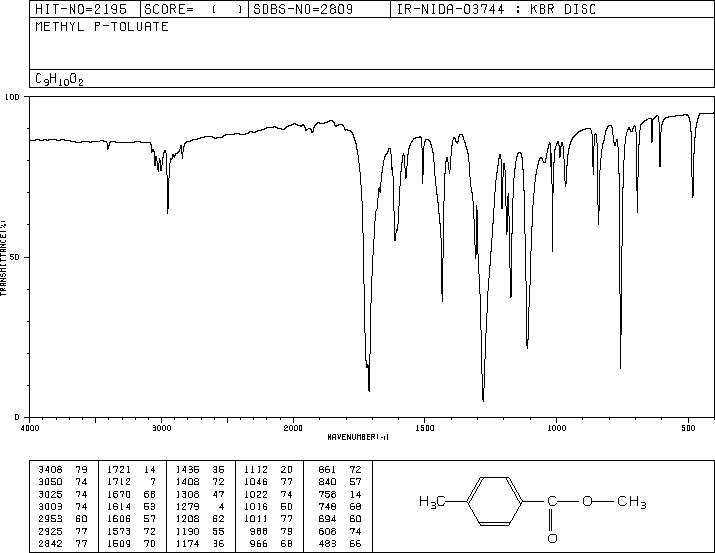 HIT-NO=2195 SCORE= ( ) SDBS-NO=2809 IR-NIDA-03744 : KBR DISC
METHYL P-TOLUATE
C9H10O2
100
50
0
TRANSMITTANCE(%)
4000 3000 2000 1500 1000 500
WAVENUMBER(-1)
3408 79 1721 14 1436 35 1112 20 861 72
3050 74 1712 7 1408 72 1046 77 840 57
3025 74 1670 66 1308 47 1022 74 758 14
3003 74 1614 53 1279 4 1016 50 748 68
2953 60 1606 57 1208 62 1011 77 694 60
2925 77 1573 72 1190 55 988 79 608 74
2842 77 1509 70 1174 36 966 68 483 66
H3C C O CH3
O